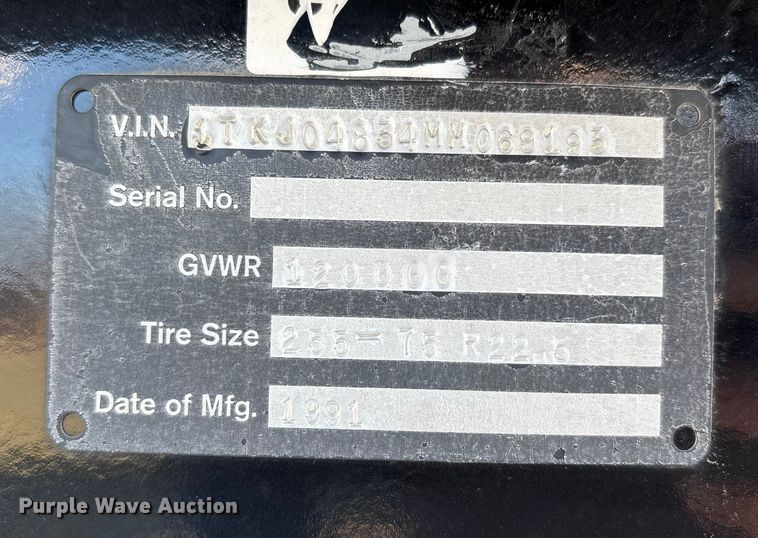 V.I.N. 1TKJ04834MM069193
Serial No.
GVWR 120000
Tire Size 255-75 R22.5
Date of Mfg. 1991
Purple Wave Auction